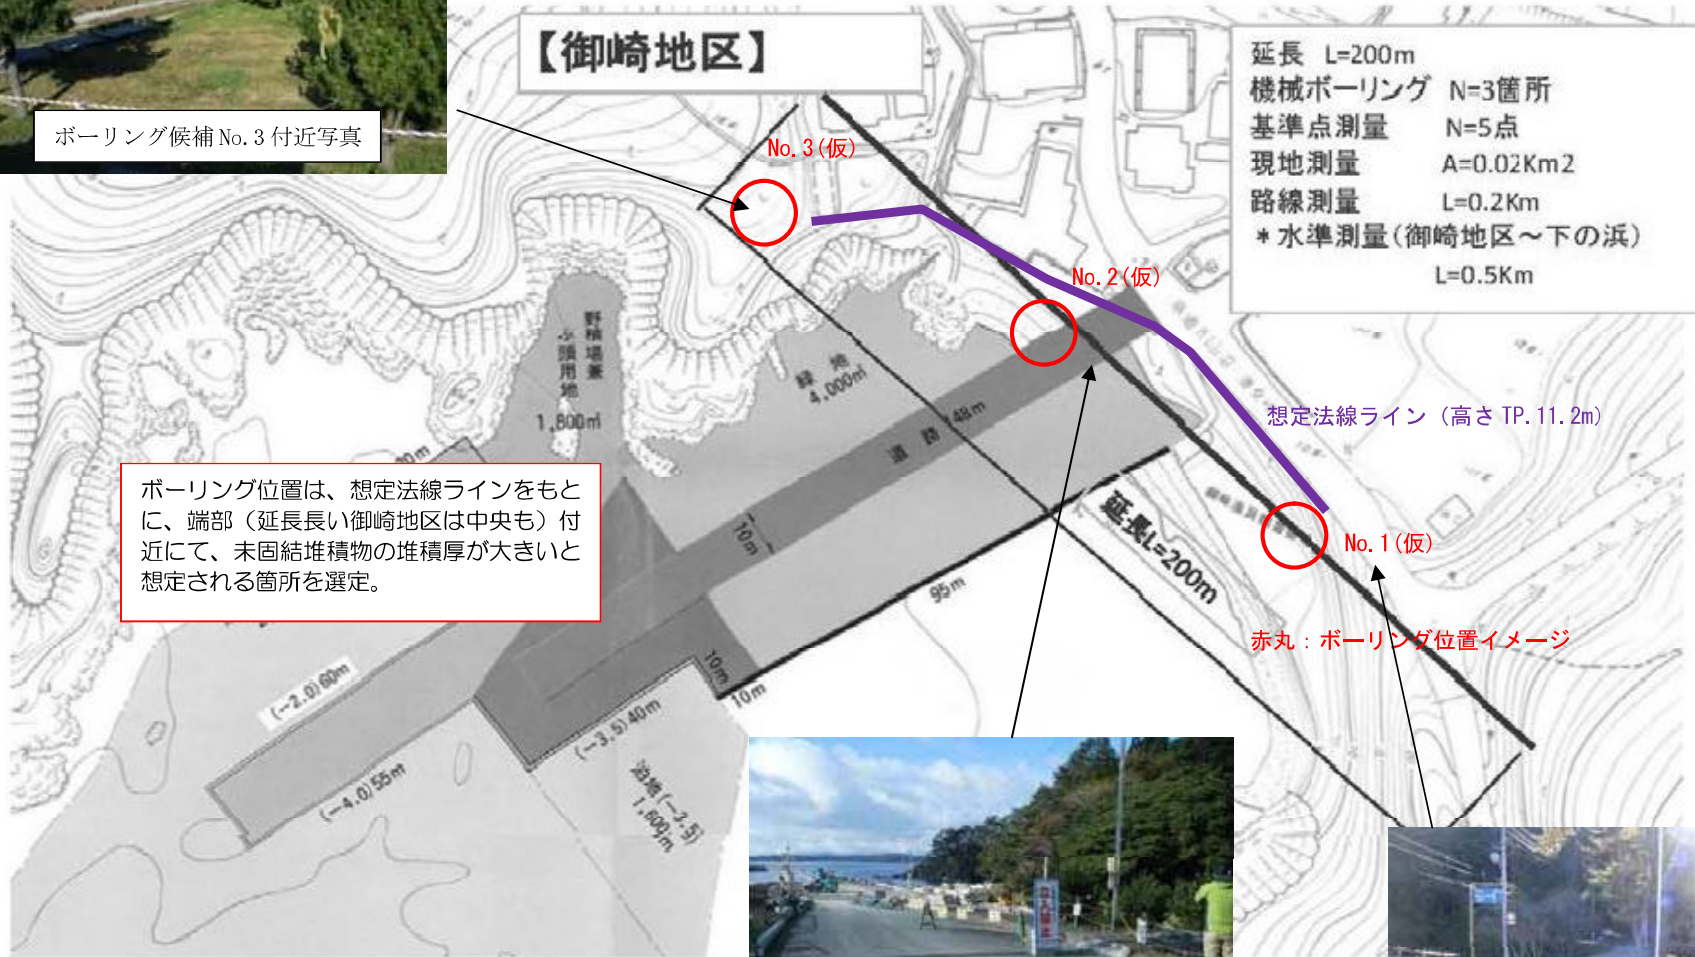 【御崎地区】
延長 L=200m
機械ボーリング N=3箇所
基準点測量 N=5点
現地測量 A=0.02Km2
路線測量 L=0.2Km
*水準測量(御崎地区～下の浜)
L=0.5Km
ボーリング候補 No.3 付近写真
No.3(仮)
No.2(仮)
想定法線ライン（高さ TP.11.2m）
野積場兼
ふ頭用地
1,800㎡
緑地
4,000㎡
道路 148m
ボーリング位置は、想定法線ラインをもと
に、端部（延長長い御崎地区は中央も）付
近にて、未固結堆積物の堆積厚が大きいと
想定される箇所を選定。
10m
延長L=200m
No.1(仮)
95m
赤丸：ボーリング位置イメージ
10m
10m
(-2.0)60m
(-3.5)40m
(-4.0)55m
泊地(-3.5)
1,600㎡